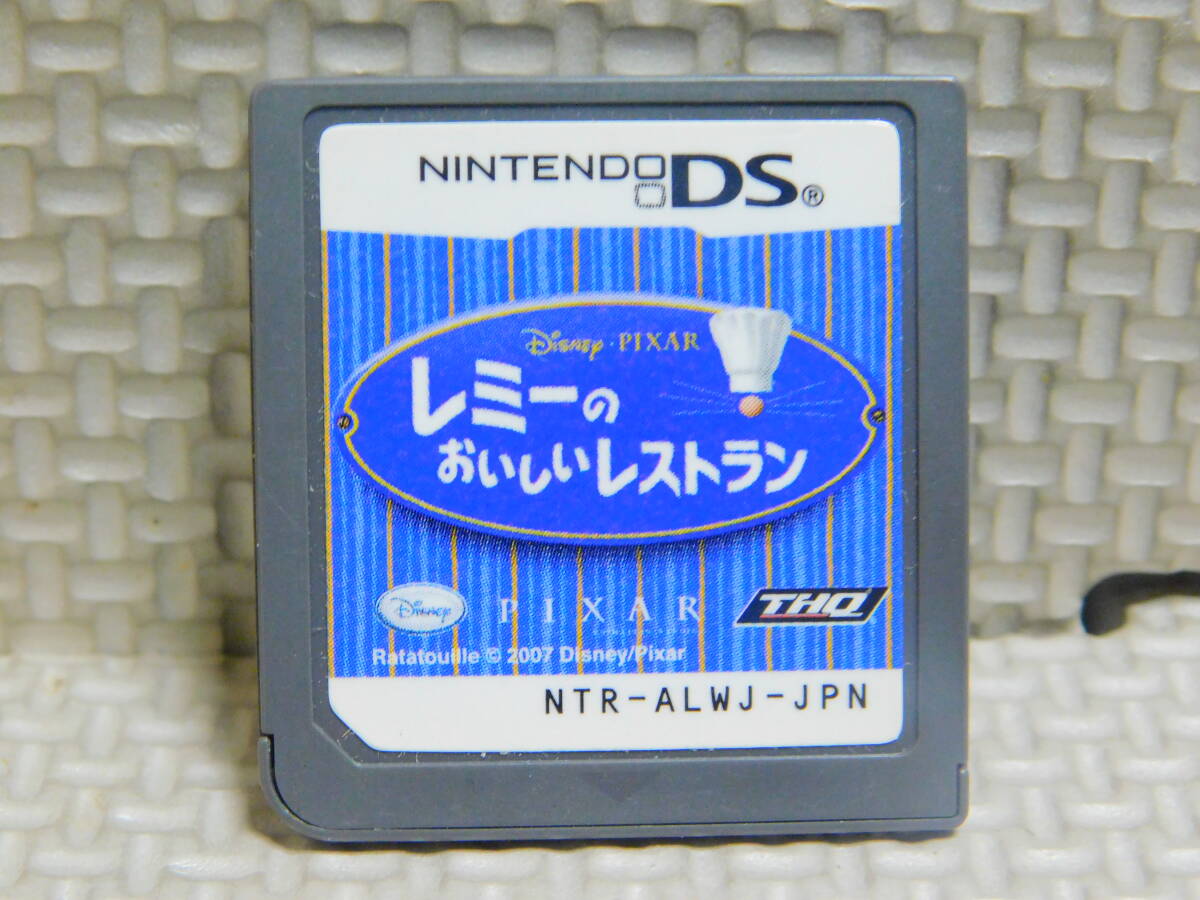 NINTENDO DS®
Disney · PIXAR
レミーの
おいしいレストラン
Disney PIXAR THQ
Ratatouille © 2007 Disney/Pixar
NTR-ALWJ-JPN